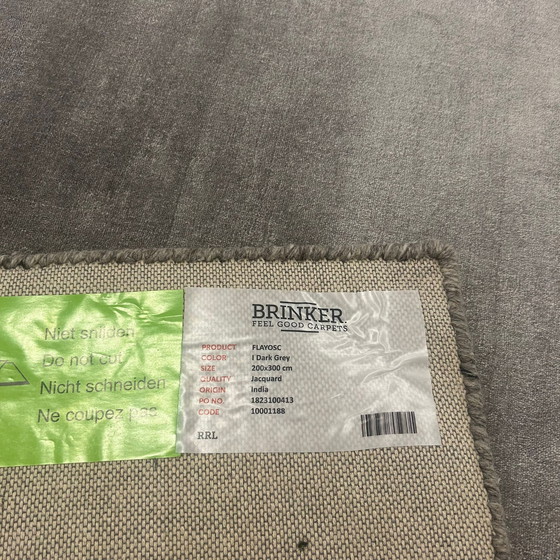 Niet snijden
Do not cut
Nicht schneiden
Ne coupez pas
BRINKER.
FEEL GOOD CARPETS
PRODUCT FLAYOSC
COLOR I Dark Grey
SIZE 200x300 cm
QUALITY Jacquard
ORIGIN India
PO NO 1823100413
CODE 10001188
RRL